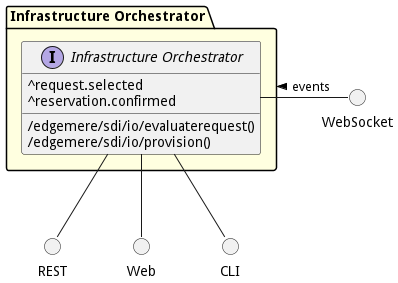 Infrastructure Orchestrator
I Infrastructure Orchestrator
^request.selected
^reservation.confirmed
/edgemere/sdi/io/evaluaterequest()
/edgemere/sdi/io/provision()
events
WebSocket
REST
Web
CLI